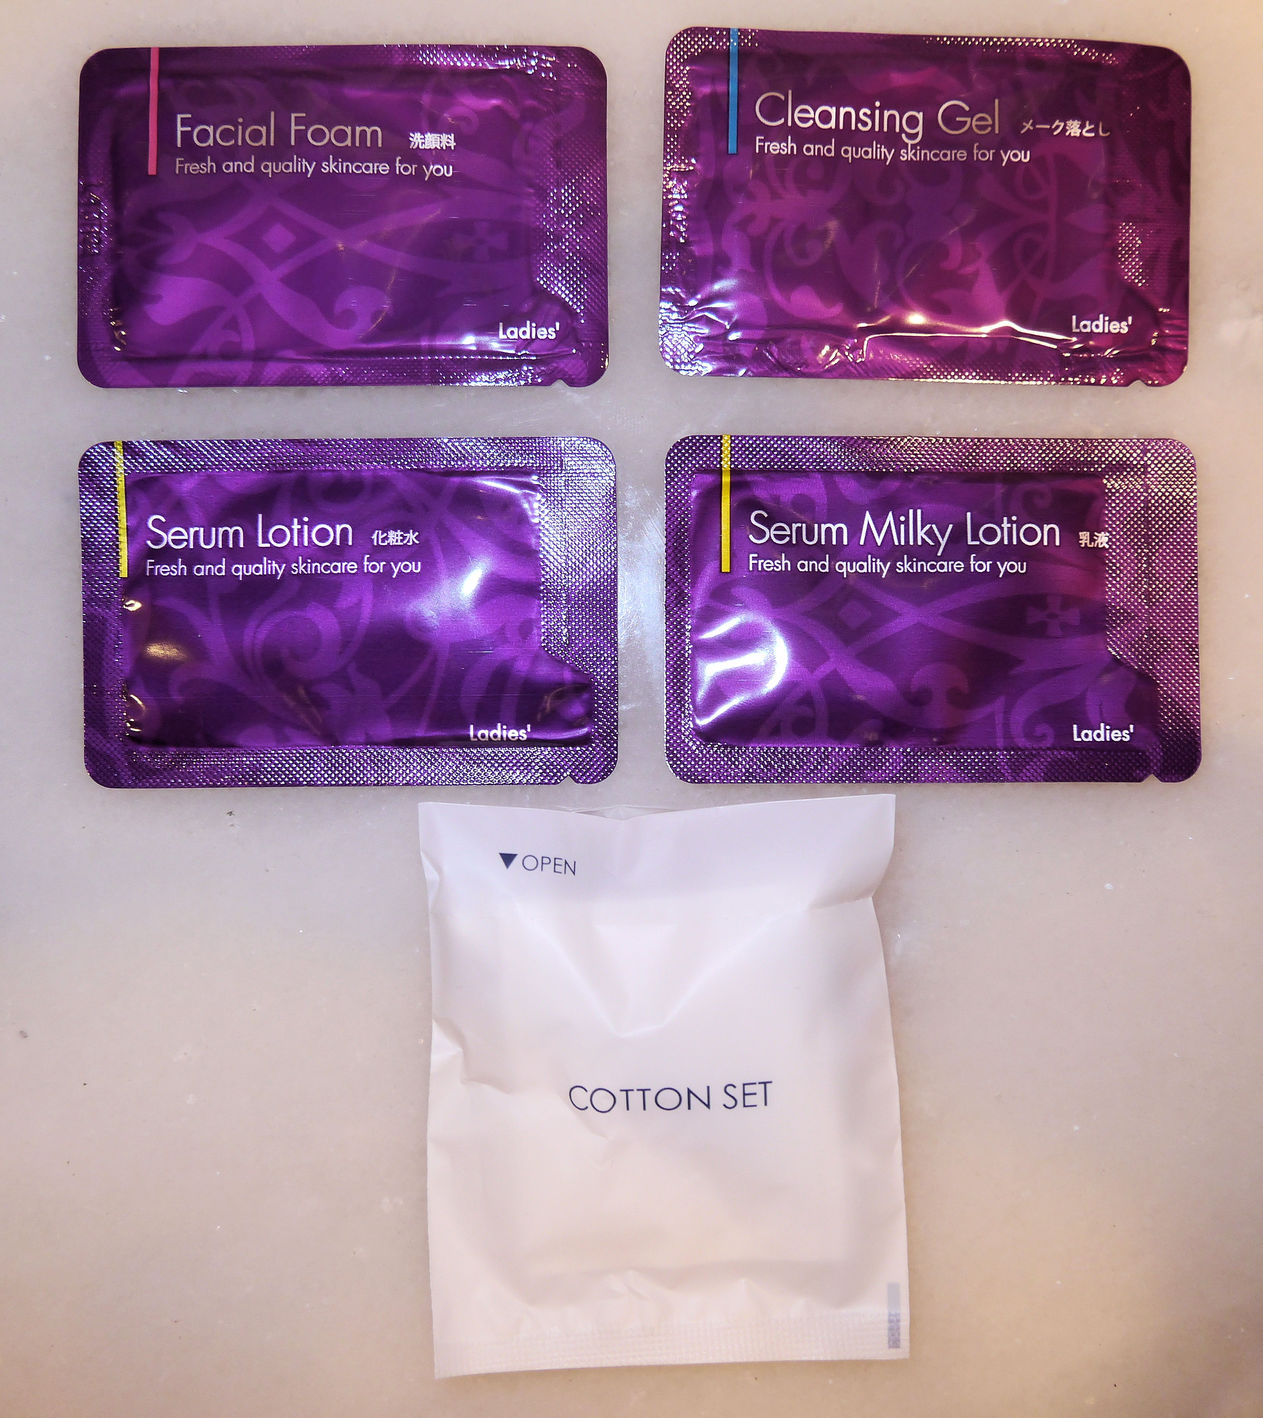 Facial Foam 洗顔料
Fresh and quality skincare for you
Ladies'
Cleansing Gel メーク落とし
Fresh and quality skincare for you
Ladies'
Serum Lotion 化粧水
Fresh and quality skincare for you
Ladies'
Serum Milky Lotion 乳液
Fresh and quality skincare for you
Ladies'
▼OPEN
COTTON SET